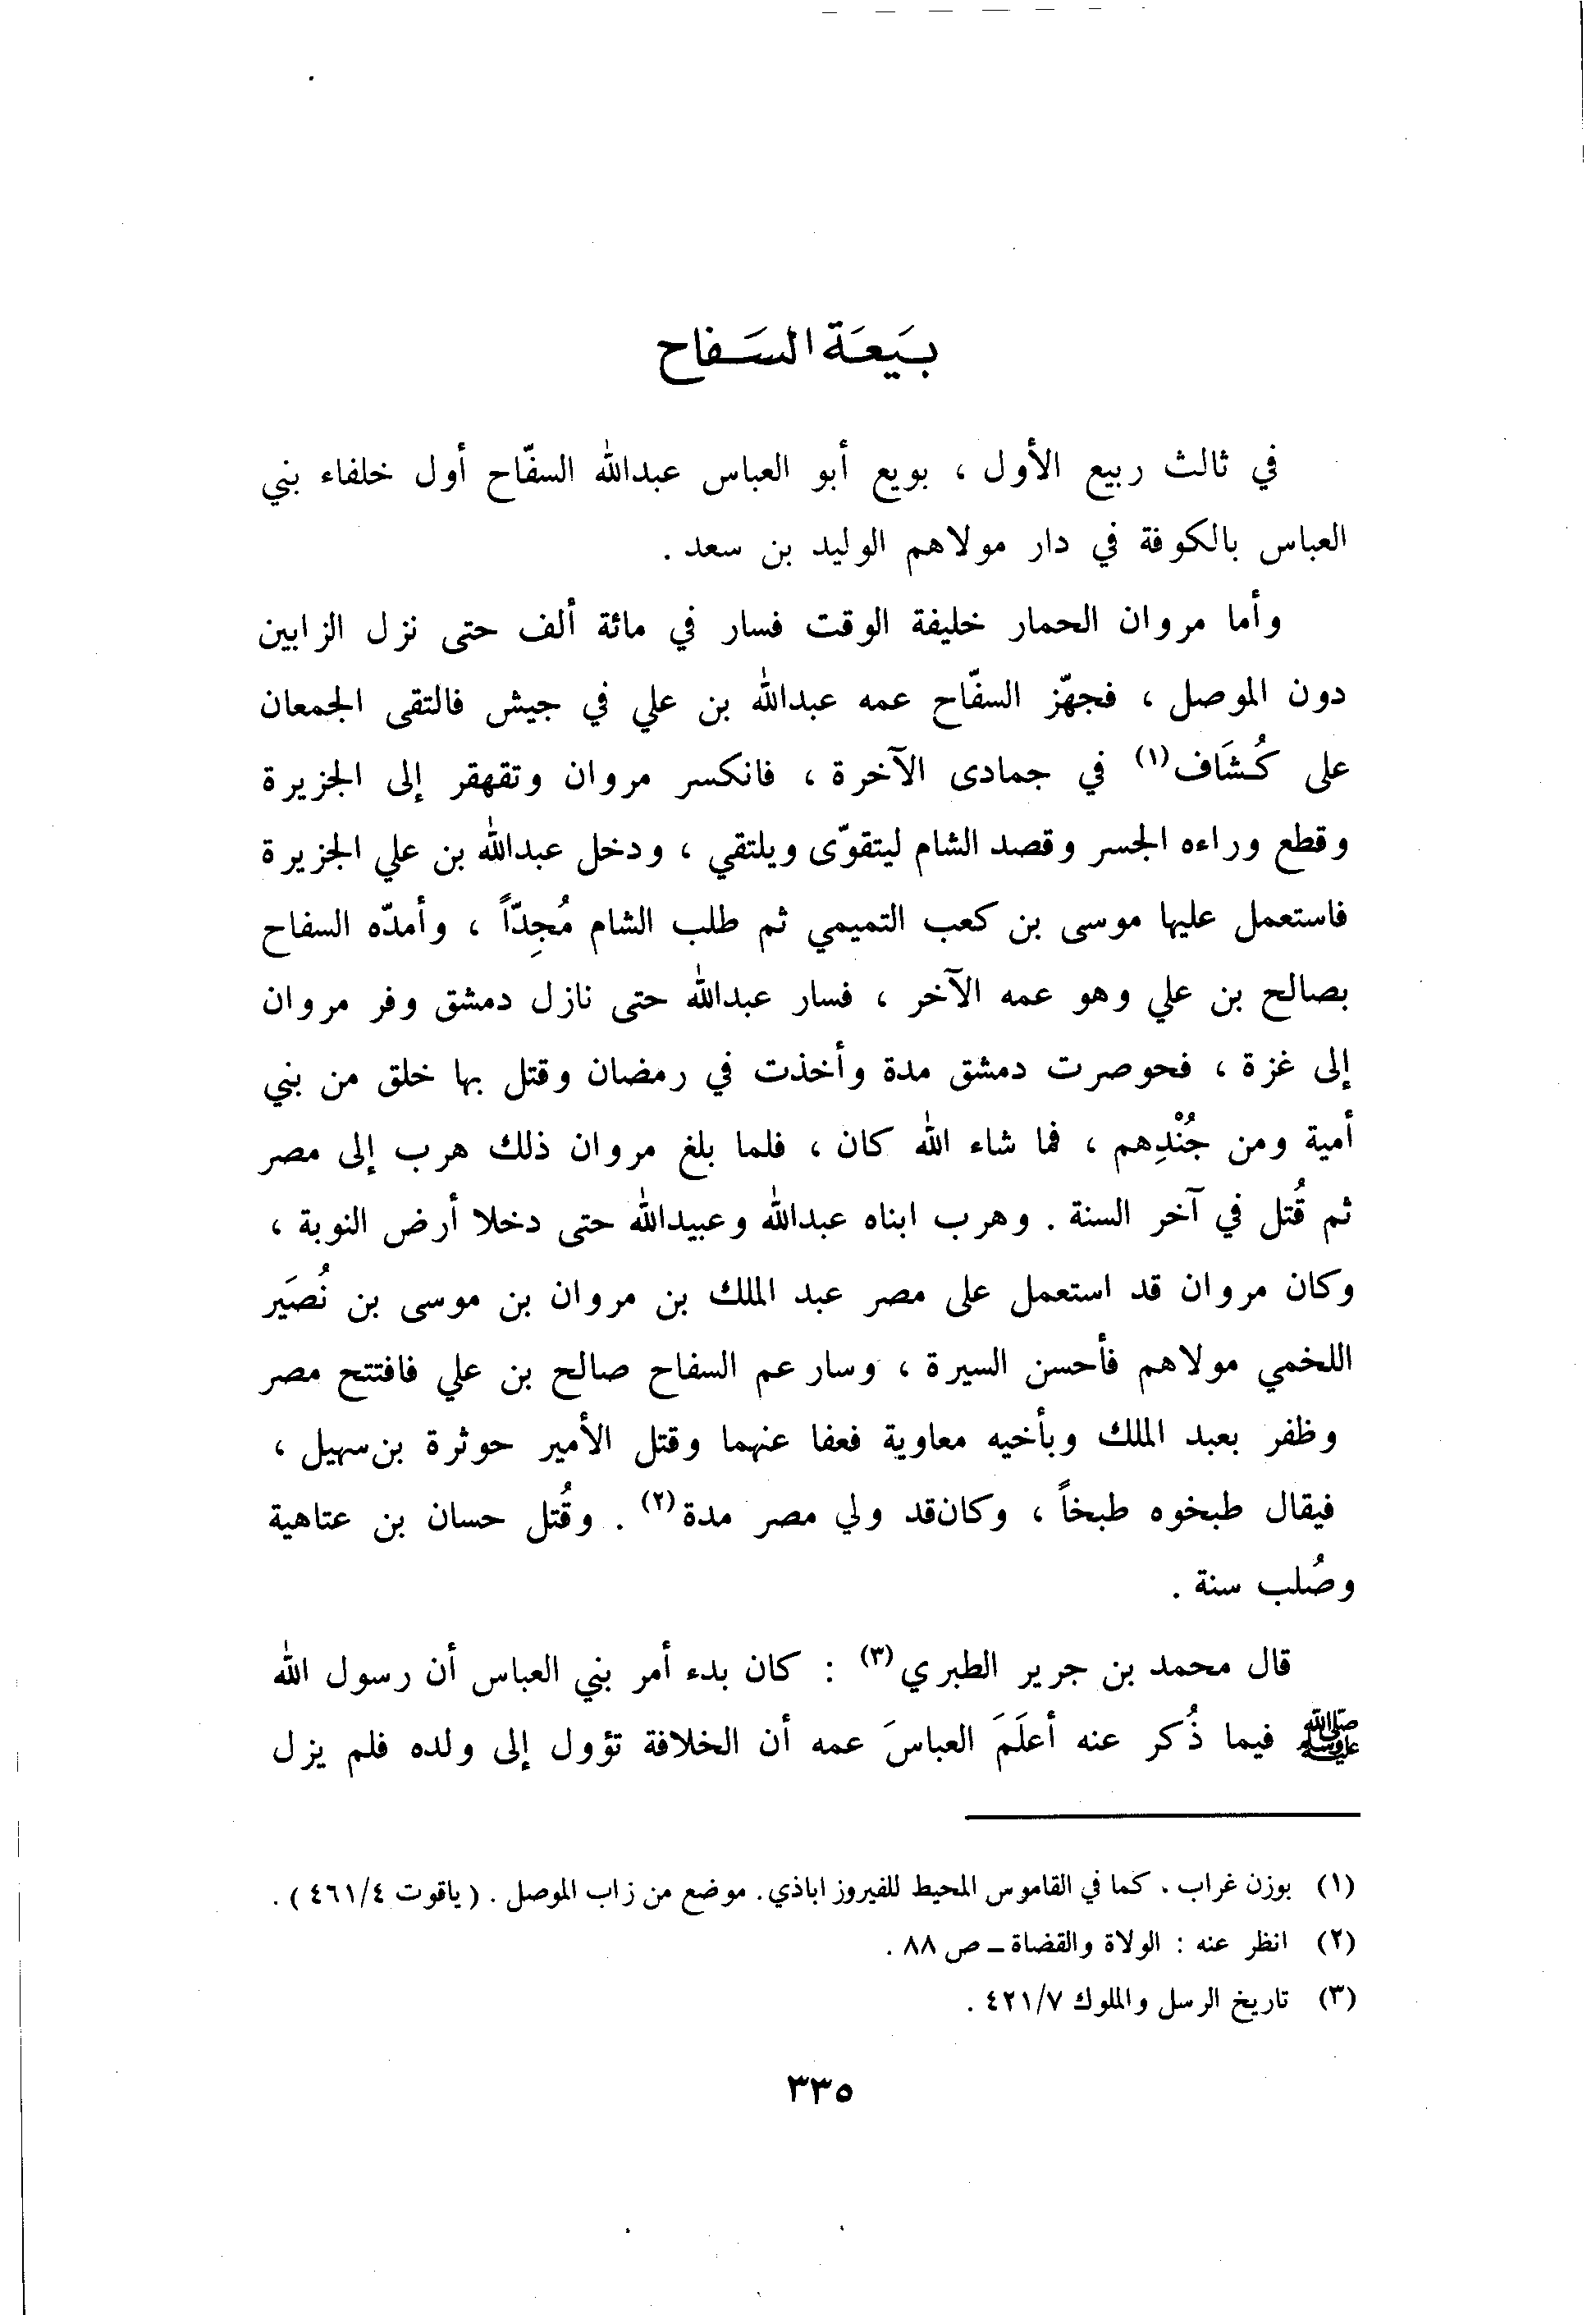 بَيعَة السَفاح
في ثالث ربيع الأول ، بويع أبو العباس عبدالله السفّاح أول خلفاء بني
العباس بالكوفة في دار مولاهم الوليد بن سعد .
وأما مروان الحمار خليفة الوقت فسار في مائة ألف حتى نزل الزابين
دون الموصل ، فجهّز السفّاح عمه عبدالله بن علي في جيش فالتقى الجمعان
على كُشَاف(١) في جمادى الآخرة ، فانكسر مروان وتقهقر إلى الجزيرة
وقطع وراءه الجسر وقصد الشام ليتقوّى ويلتقي ، ودخل عبدالله بن علي الجزيرة
فاستعمل عليها موسى بن كعب التميمي ثم طلب الشام مُجِدّاً ، وأمدّه السفاح
بصالح بن علي وهو عمه الآخر ، فسار عبدالله حتى نازل دمشق وفر مروان
إلى غزة ، فحوصرت دمشق مدة وأخذت في رمضان وقتل بها خلق من بني
أمية ومن جُنْدِهم ، فما شاء الله كان ، فلما بلغ مروان ذلك هرب إلى مصر
ثم قُتل في آخر السنة . وهرب ابناه عبدالله وعبيدالله حتى دخلا أرض النوبة ،
وكان مروان قد استعمل على مصر عبد الملك بن مروان بن موسى بن نُصَير
اللخمي مولاهم فأحسن السيرة ، وسار عم السفاح صالح بن علي فافتتح مصر
وظفر بعبد الملك وبأخيه معاوية فعفا عنهما وقتل الأمير حوثرة بن سهيل ،
فيقال طبخوه طبخاً ، وكان قد ولي مصر مدة(٢) . وقُتل حسان بن عتاهية
وصُلب سنة .
قال محمد بن جرير الطبري(٣) : كان بدء أمر بني العباس أن رسول الله
ﷺ فيما ذُكر عنه أعلَمَ العباسَ عمه أن الخلافة تؤول إلى ولده فلم يزل
(١) بوزن غراب . كما في القاموس المحيط للفيروز اباذي . موضع من زاب الموصل . ( ياقوت ٤٦١/٤ ) .
(٢) انظر عنه : الولاة والقضاة ــ ص ٨٨ .
(٣) تاريخ الرسل والملوك ٤٢١/٧ .
٣٣٥